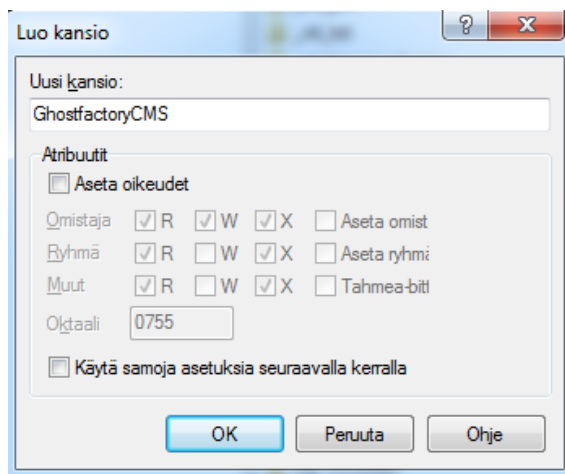 Luo kansio
Uusi kansio:
GhostfactoryCMS
Atribuutit
Aseta oikeudet
Omistaja R W X Aseta omist
Ryhmä R W X Aseta ryhmä
Muut R W X Tahmea-bitt
Oktaali 0755
Käytä samoja asetuksia seuraavalla kerralla
OK Peruuta Ohje